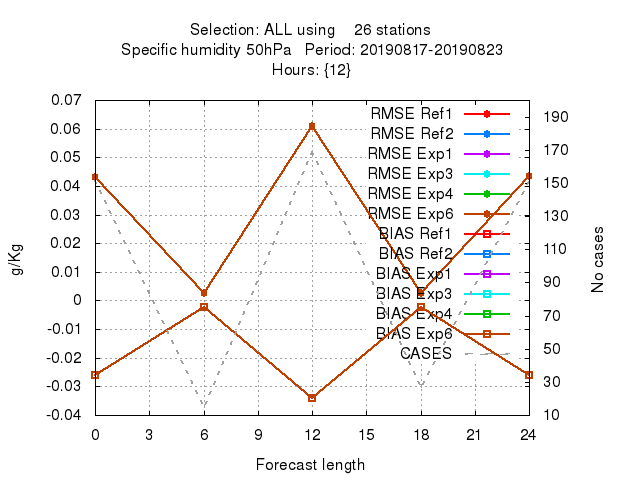 Selection: ALL using 26 stations
Specific humidity 50hPa Period: 20190817-20190823
Hours: {12}
0.07
0.06
0.05
0.04
0.03
0.02
0.01
0
-0.01
-0.02
-0.03
-0.04
g/Kg
RMSE Ref1
RMSE Ref2
RMSE Exp1
RMSE Exp3
RMSE Exp4
RMSE Exp6
BIAS Ref1
BIAS Ref2
BIAS Exp1
BIAS Exp3
BIAS Exp4
BIAS Exp6
CASES
190
170
150
130
110
90
70
50
30
10
No cases
0 3 6 9 12 15 18 21 24
Forecast length